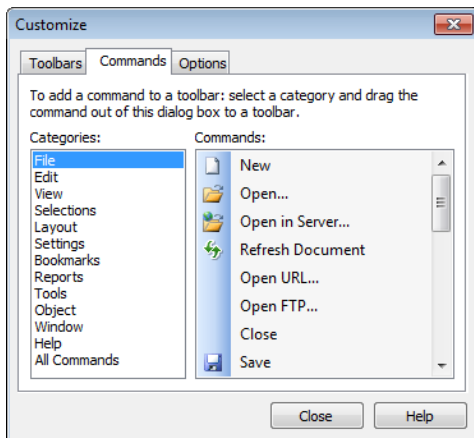 Customize
Toolbars
Commands
Options
To add a command to a toolbar: select a category and drag the
command out of this dialog box to a toolbar.
Categories:
File
Edit
View
Selections
Layout
Settings
Bookmarks
Reports
Tools
Object
Window
Help
All Commands
Commands:
New
Open...
Open in Server...
Refresh Document
Open URL...
Open FTP...
Close
Save
Close
Help